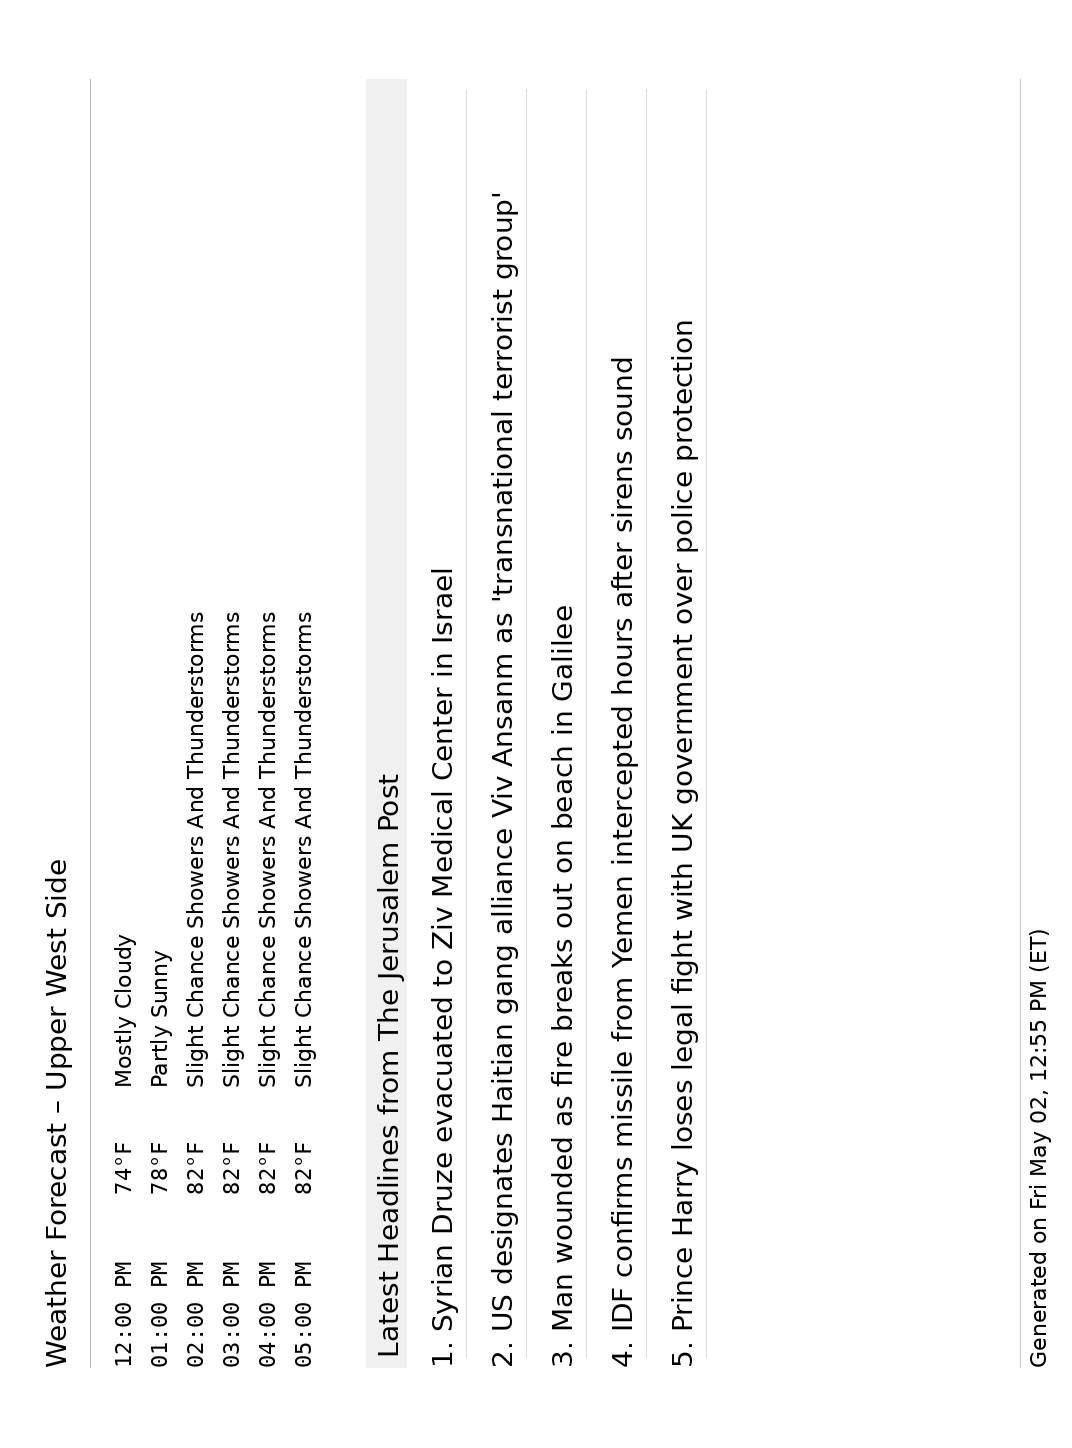 Weather Forecast – Upper West Side
12:00 PM 74°F Mostly Cloudy
01:00 PM 78°F Partly Sunny
02:00 PM 82°F Slight Chance Showers And Thunderstorms
03:00 PM 82°F Slight Chance Showers And Thunderstorms
04:00 PM 82°F Slight Chance Showers And Thunderstorms
05:00 PM 82°F Slight Chance Showers And Thunderstorms
Latest Headlines from The Jerusalem Post
1. Syrian Druze evacuated to Ziv Medical Center in Israel
2. US designates Haitian gang alliance Viv Ansanm as 'transnational terrorist group'
3. Man wounded as fire breaks out on beach in Galilee
4. IDF confirms missile from Yemen intercepted hours after sirens sound
5. Prince Harry loses legal fight with UK government over police protection
Generated on Fri May 02, 12:55 PM (ET)